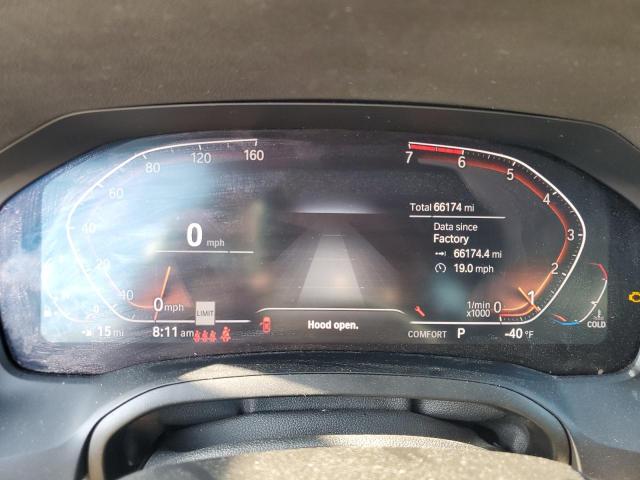 80 120 160
60
40
20
0 mph
0 mph
LIMIT
15 mi 8:11 am
Hood open.
7 6 5 4 3 2 1 0
Total 66174 mi
Data since
Factory
66174.4 mi
19.0 mph
1/min
x1000
COMFORT P -40 °F
COLD